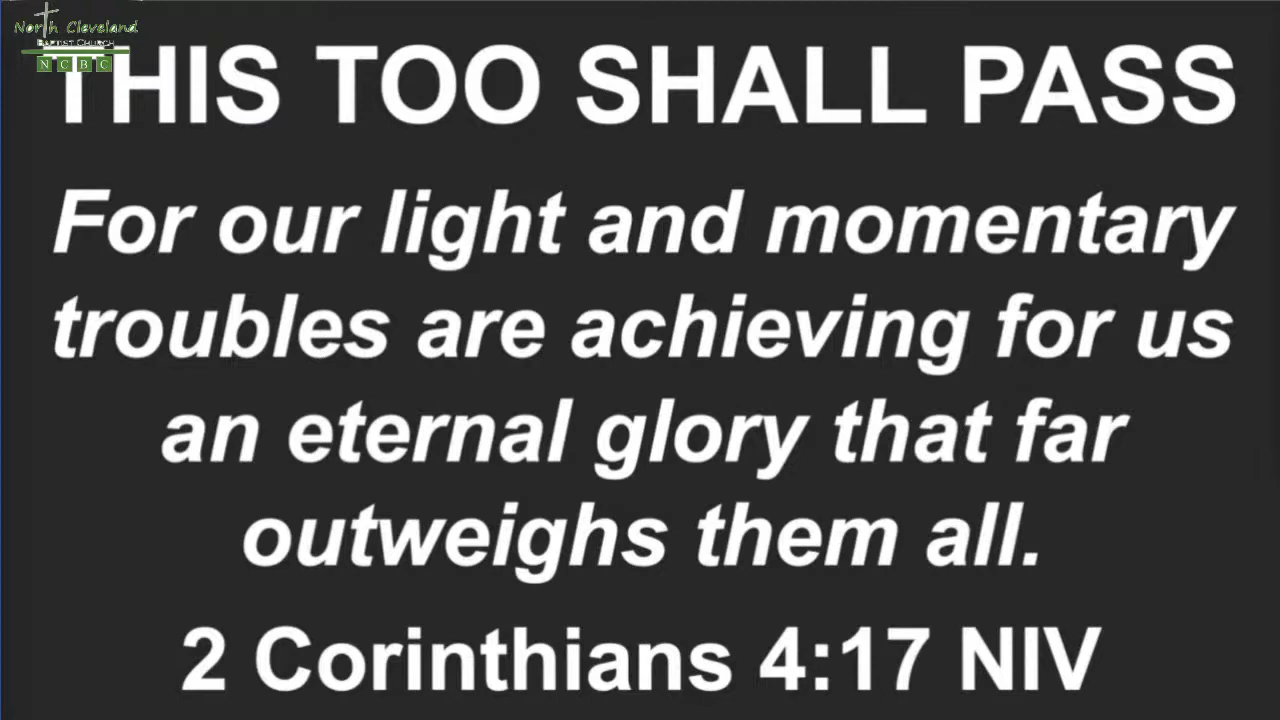 North Cleveland
BAPTIST CHURCH
N C B C
THIS TOO SHALL PASS
For our light and momentary
troubles are achieving for us
an eternal glory that far
outweighs them all.
2 Corinthians 4:17 NIV